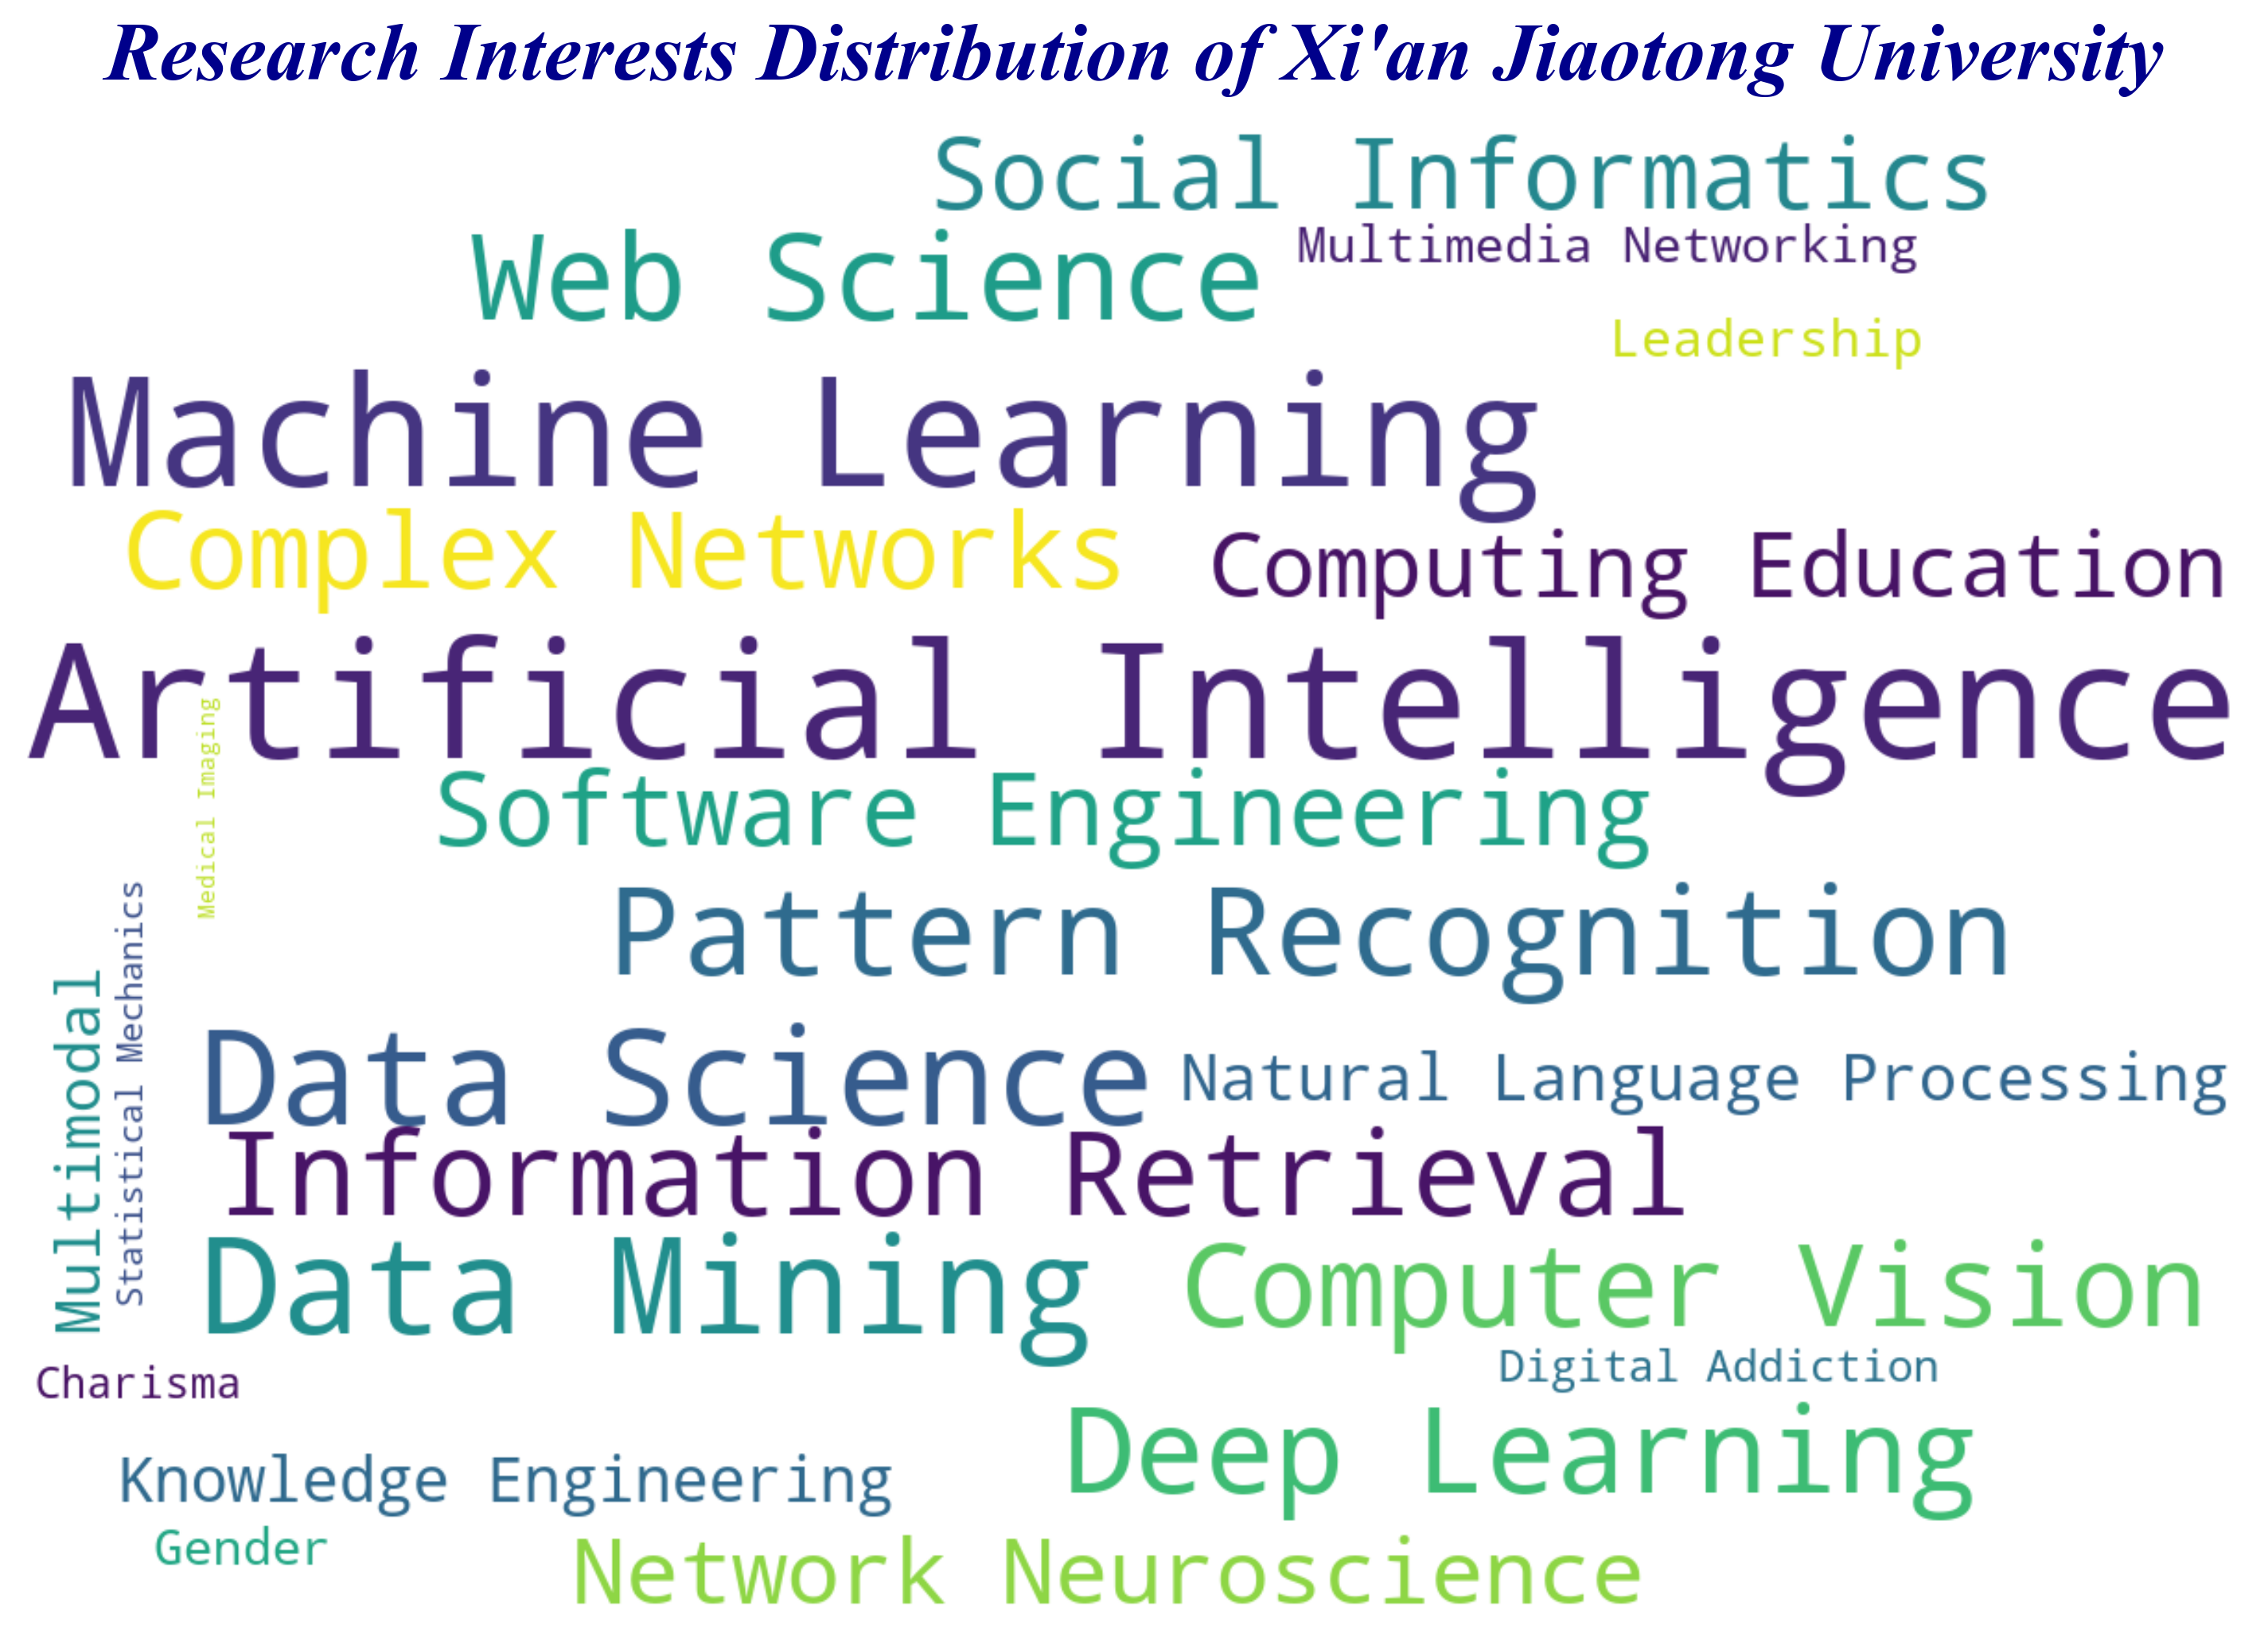 Research Interests Distribution of Xi'an Jiaotong University
Social Informatics
Web Science
Multimedia Networking
Leadership
Machine Learning
Complex Networks
Computing Education
Artificial Intelligence
Medical Imaging
Software Engineering
Pattern Recognition
Multimodal
Statistical Mechanics
Data Science
Natural Language Processing
Information Retrieval
Data Mining
Computer Vision
Charisma
Digital Addiction
Deep Learning
Knowledge Engineering
Gender
Network Neuroscience